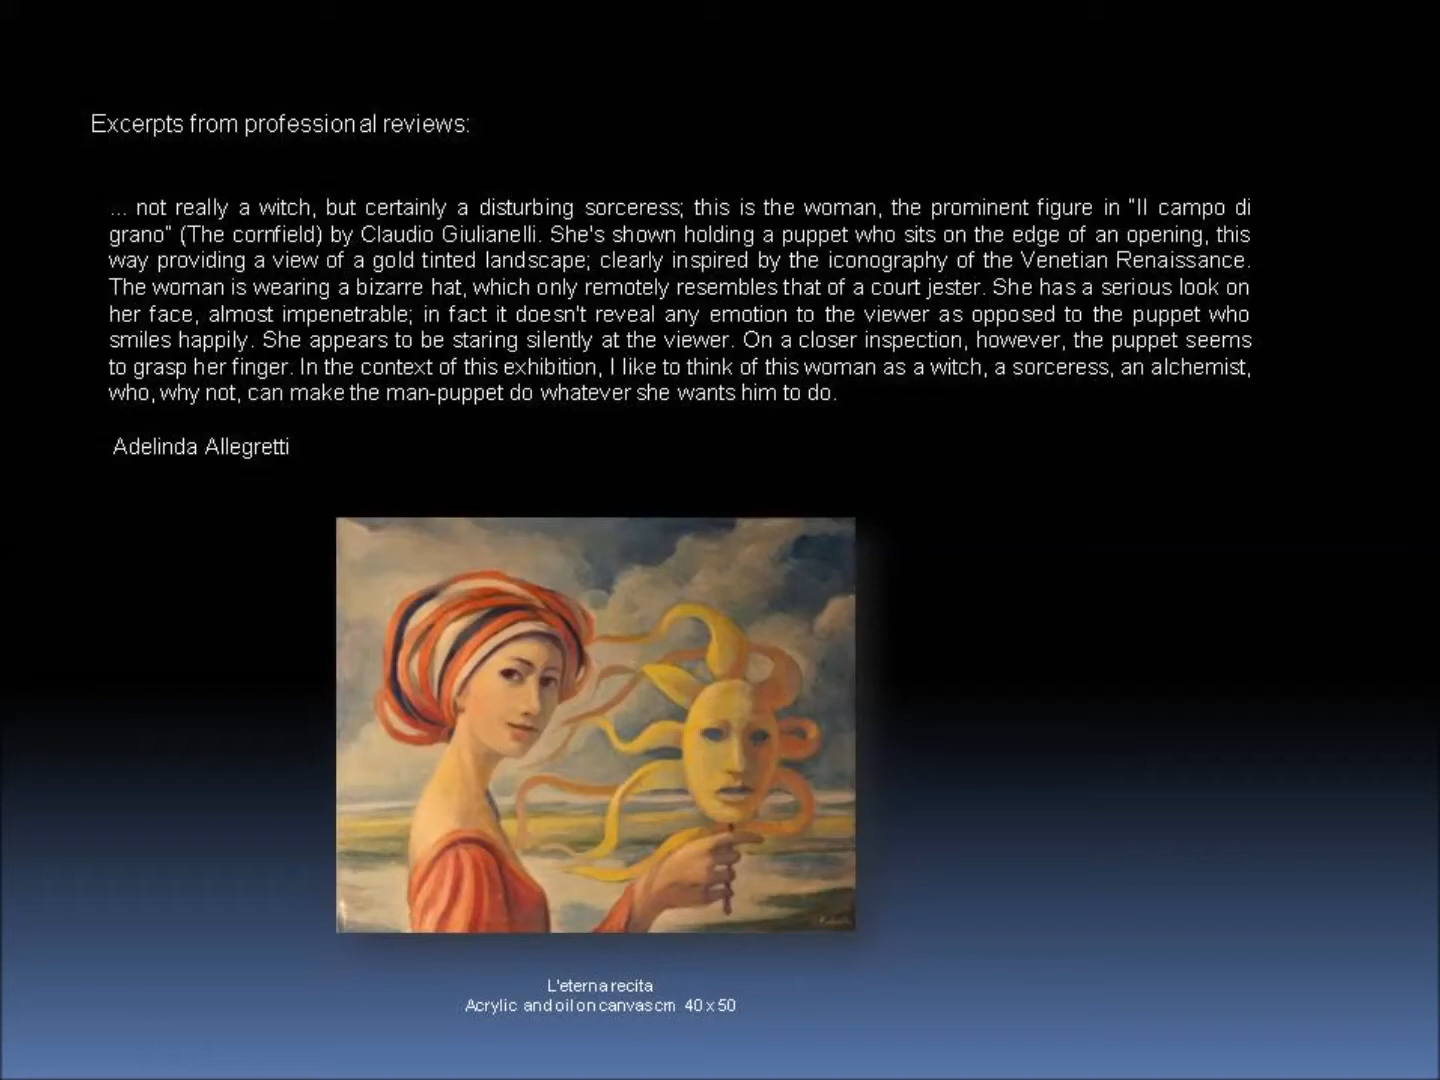 Excerpts from professional reviews:
... not really a witch, but certainly a disturbing sorceress; this is the woman, the prominent figure in "Il campo di
grano" (The cornfield) by Claudio Giulianelli. She's shown holding a puppet who sits on the edge of an opening, this
way providing a view of a gold tinted landscape; clearly inspired by the iconography of the Venetian Renaissance.
The woman is wearing a bizarre hat, which only remotely resembles that of a court jester. She has a serious look on
her face, almost impenetrable; in fact it doesn't reveal any emotion to the viewer as opposed to the puppet who
smiles happily. She appears to be staring silently at the viewer. On a closer inspection, however, the puppet seems
to grasp her finger. In the context of this exhibition, I like to think of this woman as a witch, a sorceress, an alchemist,
who, why not, can make the man-puppet do whatever she wants him to do.
Adelinda Allegretti
L'eterna recita
Acrylic and oil on canvas cm 40 x 50